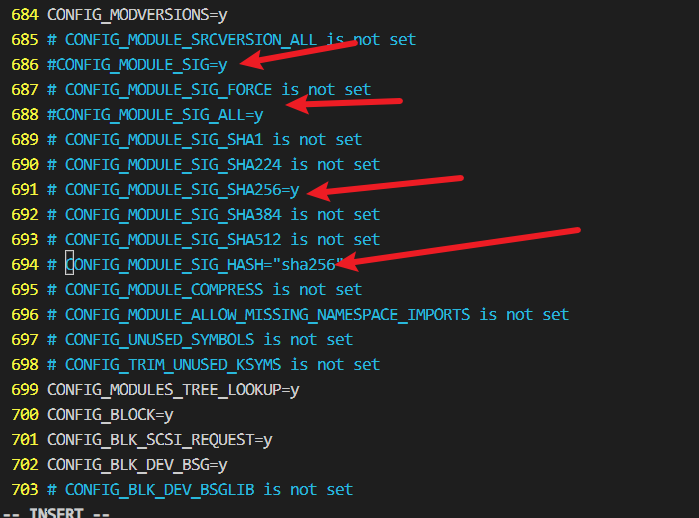 684 CONFIG_MODVERSIONS=y
685 # CONFIG_MODULE_SRCVERSION_ALL is not set
686 #CONFIG_MODULE_SIG=y
687 # CONFIG_MODULE_SIG_FORCE is not set
688 #CONFIG_MODULE_SIG_ALL=y
689 # CONFIG_MODULE_SIG_SHA1 is not set
690 # CONFIG_MODULE_SIG_SHA224 is not set
691 # CONFIG_MODULE_SIG_SHA256=y
692 # CONFIG_MODULE_SIG_SHA384 is not set
693 # CONFIG_MODULE_SIG_SHA512 is not set
694 # CONFIG_MODULE_SIG_HASH="sha256"
695 # CONFIG_MODULE_COMPRESS is not set
696 # CONFIG_MODULE_ALLOW_MISSING_NAMESPACE_IMPORTS is not set
697 # CONFIG_UNUSED_SYMBOLS is not set
698 # CONFIG_TRIM_UNUSED_KSYMS is not set
699 CONFIG_MODULES_TREE_LOOKUP=y
700 CONFIG_BLOCK=y
701 CONFIG_BLK_SCSI_REQUEST=y
702 CONFIG_BLK_DEV_BSG=y
703 # CONFIG_BLK_DEV_BSGLIB is not set
-- INSERT --